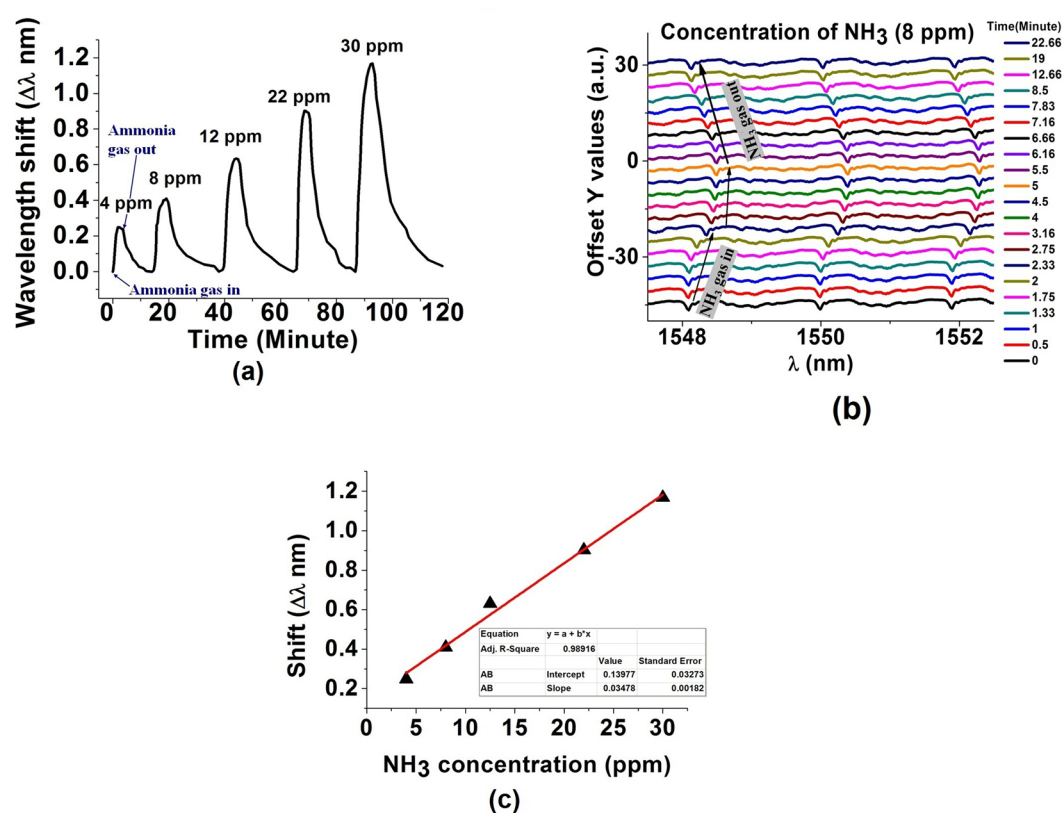 Wavelength shift (Δλ nm)
1.2
1.0
0.8
0.6
0.4
0.2
0.0
Ammonia
gas out
4 ppm
8 ppm
12 ppm
22 ppm
30 ppm
Ammonia gas in
0 20 40 60 80 100 120
Time (Minute)
(a)
Concentration of NH3 (8 ppm)
Offset Y values (a.u.)
30
0
-30
NH3 gas out
NH3 gas in
1548 1550 1552
λ (nm)
Time(Minute)
22.66
19
12.66
8.5
7.83
7.16
6.66
6.16
5.5
5
4.5
4
3.16
2.75
2.33
2
1.75
1.33
1
0.5
0
(b)
Shift (Δλ nm)
1.2
1.0
0.8
0.6
0.4
0.2
Equation y = a + b*x
Adj. R-Square 0.98916
Value Standard Error
AB Intercept 0.13977 0.03273
AB Slope 0.03478 0.00182
0 5 10 15 20 25 30
NH3 concentration (ppm)
(c)